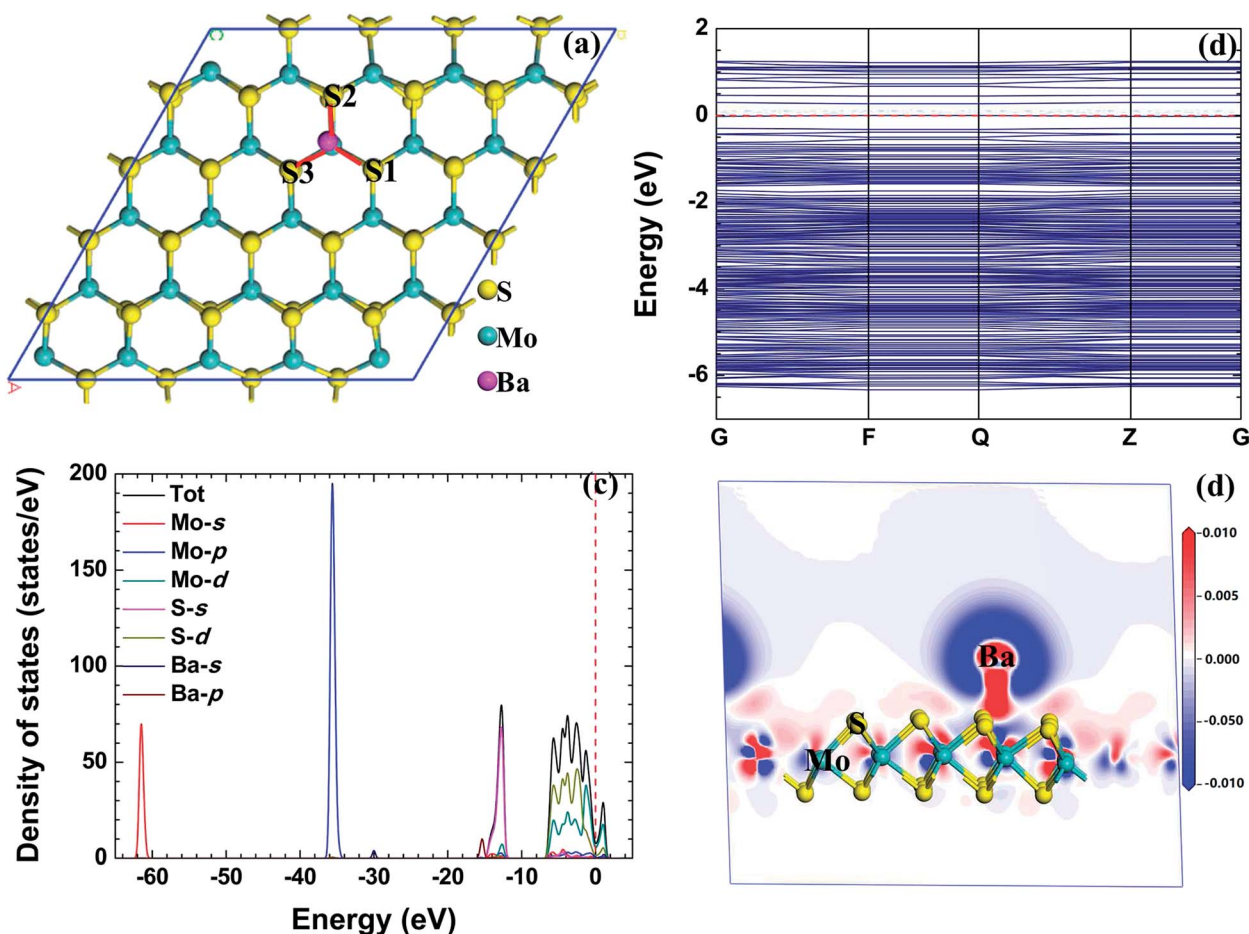 (a)
C
B
S2
S3
S1
S
Mo
Ba
A
(d)
2
0
-2
-4
-6
Energy (eV)
G F Q Z G
(c)
200
150
100
50
0
Density of states (states/eV)
Tot
Mo-s
Mo-p
Mo-d
S-s
S-d
Ba-s
Ba-p
-60 -50 -40 -30 -20 -10 0
Energy (eV)
(d)
Ba
S
Mo
0.010
0.005
0.000
-0.050
-0.010